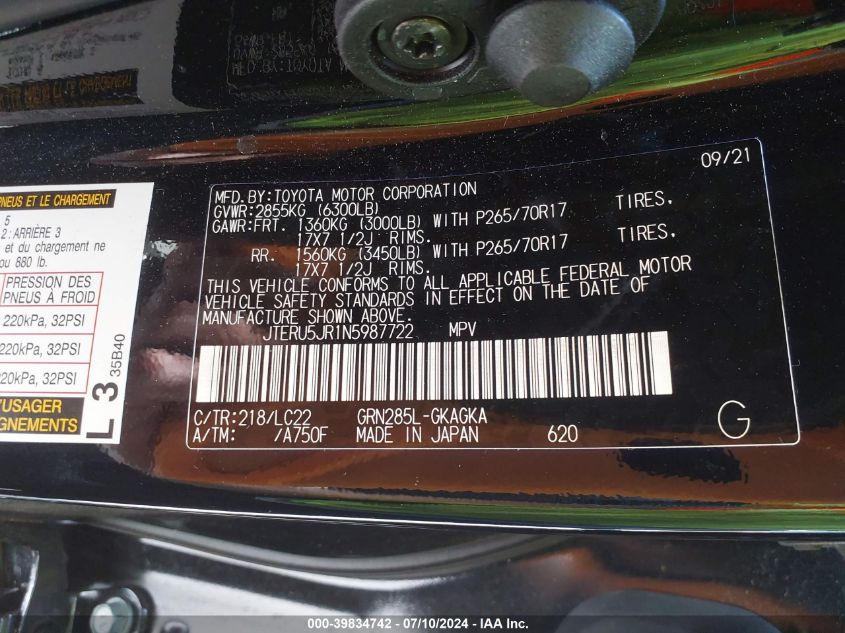 09/21
MFD.BY:TOYOTA MOTOR CORPORATION
GVWR:2855KG (6300LB)
GAWR:FRT. 1360KG (3000LB) WITH P265/70R17 TIRES,
17X7 1/2J RIMS.
RR. 1560KG (3450LB) WITH P265/70R17 TIRES,
17X7 1/2J RIMS.
THIS VEHICLE CONFORMS TO ALL APPLICABLE FEDERAL MOTOR
VEHICLE SAFETY STANDARDS IN EFFECT ON THE DATE OF
MANUFACTURE SHOWN ABOVE.
JTERU5JR1N5987722 MPV
C/TR:218/LC22 GRN285L-GKAGKA
A/TM: /A750F MADE IN JAPAN 620 G
PNEUS ET LE CHARGEMENT
5
2: ARRIÈRE 3
et du chargement ne
ou 880 lb.
PRESSION DES
PNEUS À FROID
220kPa, 32PSI
220kPa, 32PSI
220kPa, 32PSI
L 3 35B40
'USAGER
GNEMENTS
000-39834742 - 07/10/2024 - IAA Inc.